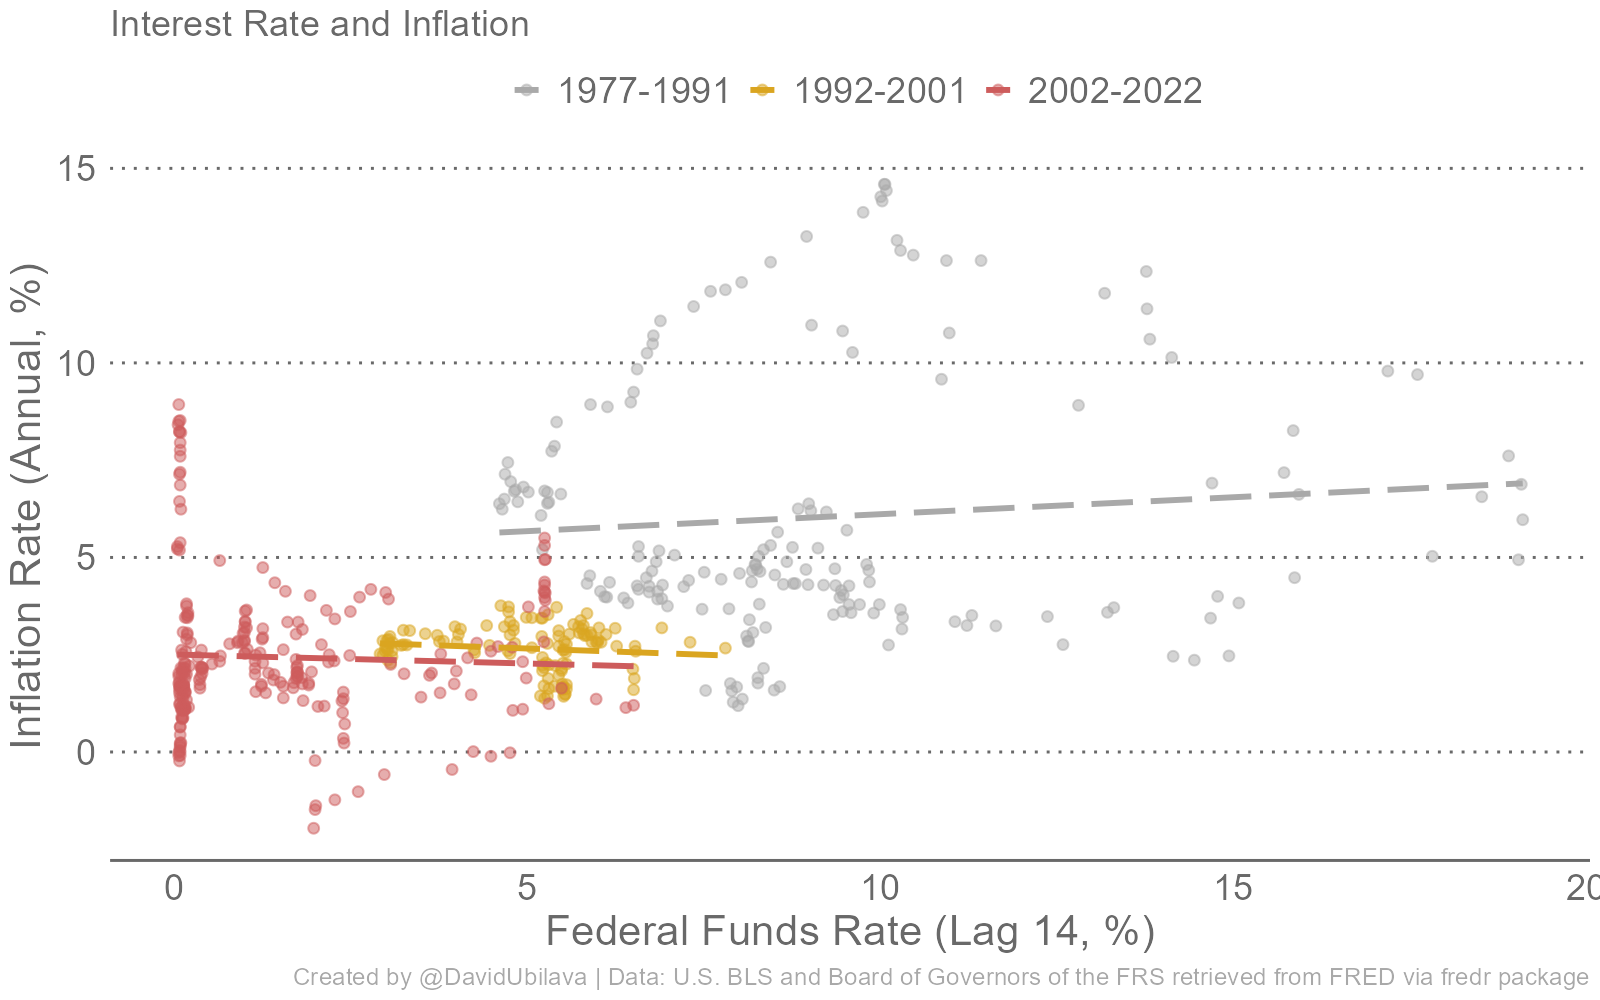 Interest Rate and Inflation
1977-1991 1992-2001 2002-2022
15
10
5
0
Inflation Rate (Annual, %)
0 5 10 15 20
Federal Funds Rate (Lag 14, %)
Created by @DavidUbilava | Data: U.S. BLS and Board of Governors of the FRS retrieved from FRED via fredr package